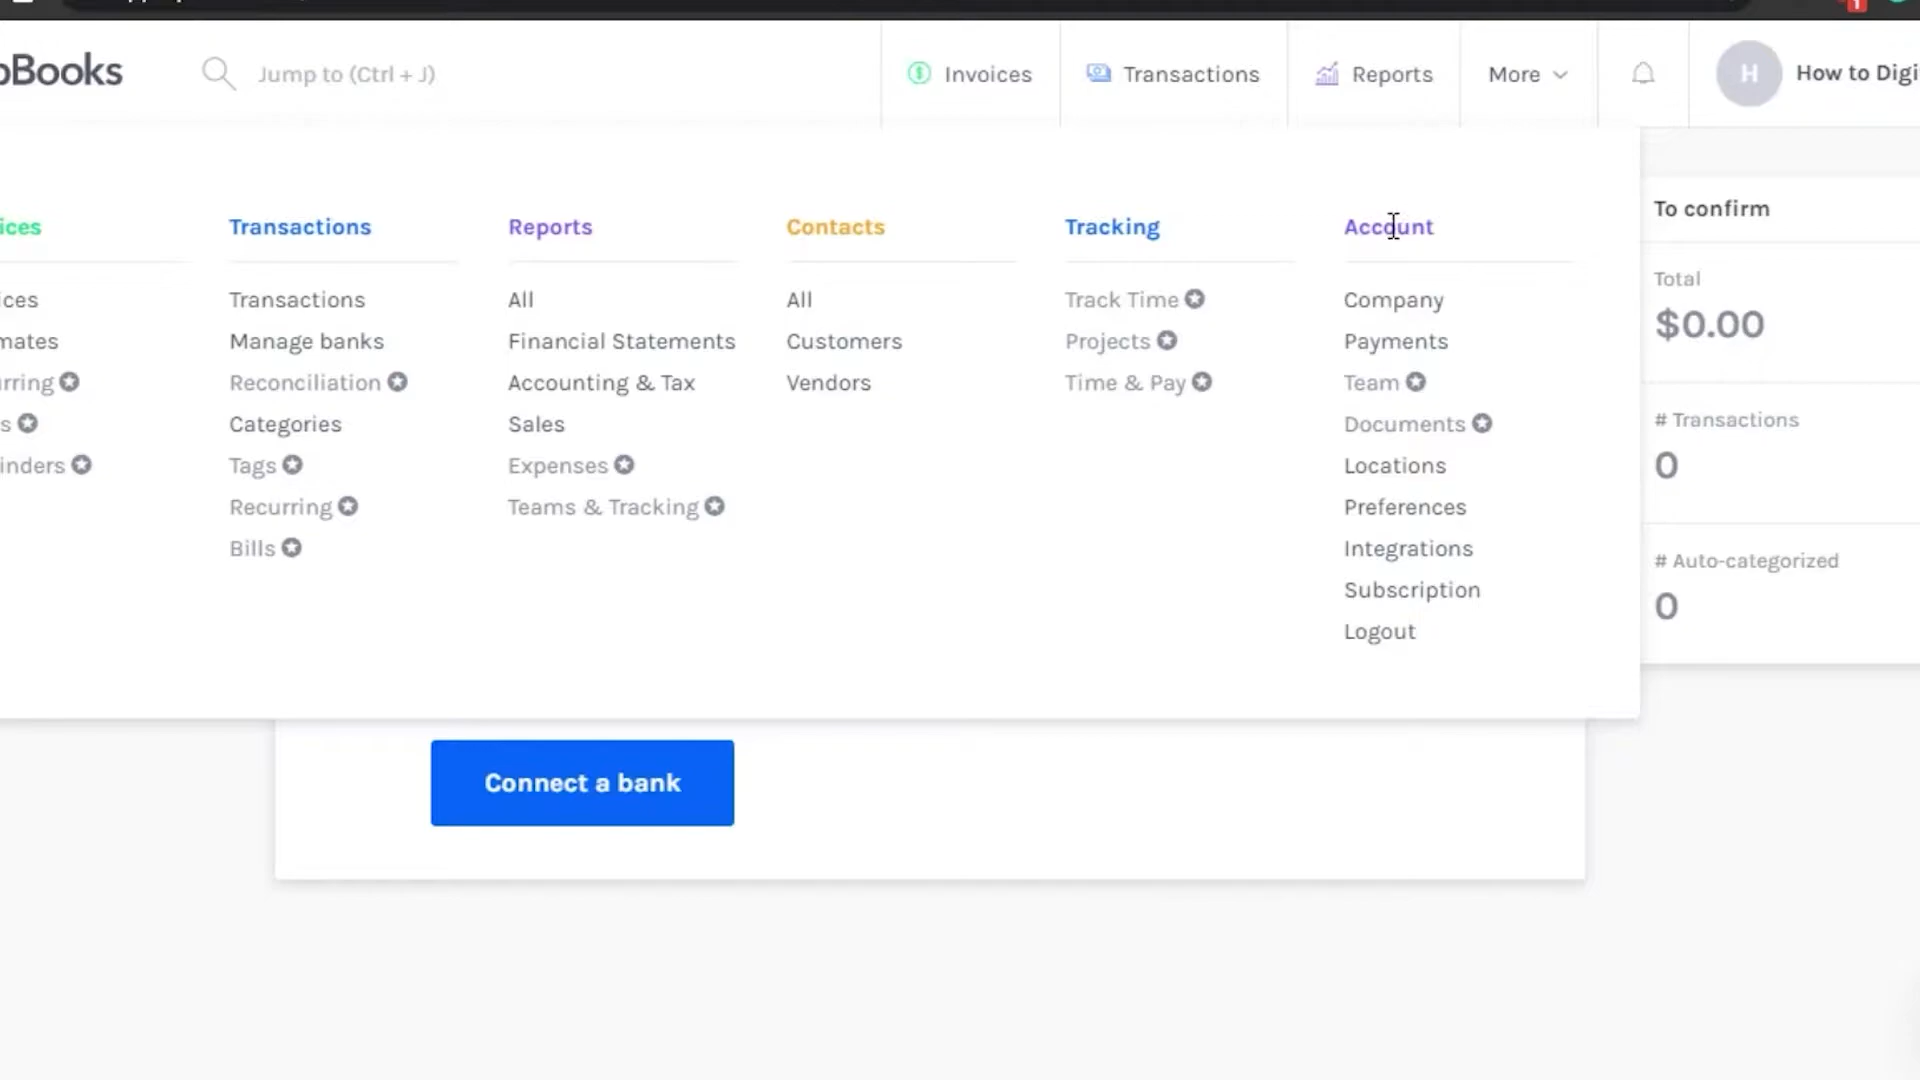 pBooks
Jump to (Ctrl + J)
Invoices
Transactions
Reports
More
H
How to Digi
ices
ices
mates
urring
s
inders
Transactions
Transactions
Manage banks
Reconciliation
Categories
Tags
Recurring
Bills
Reports
All
Financial Statements
Accounting & Tax
Sales
Expenses
Teams & Tracking
Contacts
All
Customers
Vendors
Tracking
Track Time
Projects
Time & Pay
Account
Company
Payments
Team
Documents
Locations
Preferences
Integrations
Subscription
Logout
To confirm
Total
$0.00
# Transactions
0
# Auto-categorized
0
Connect a bank
1